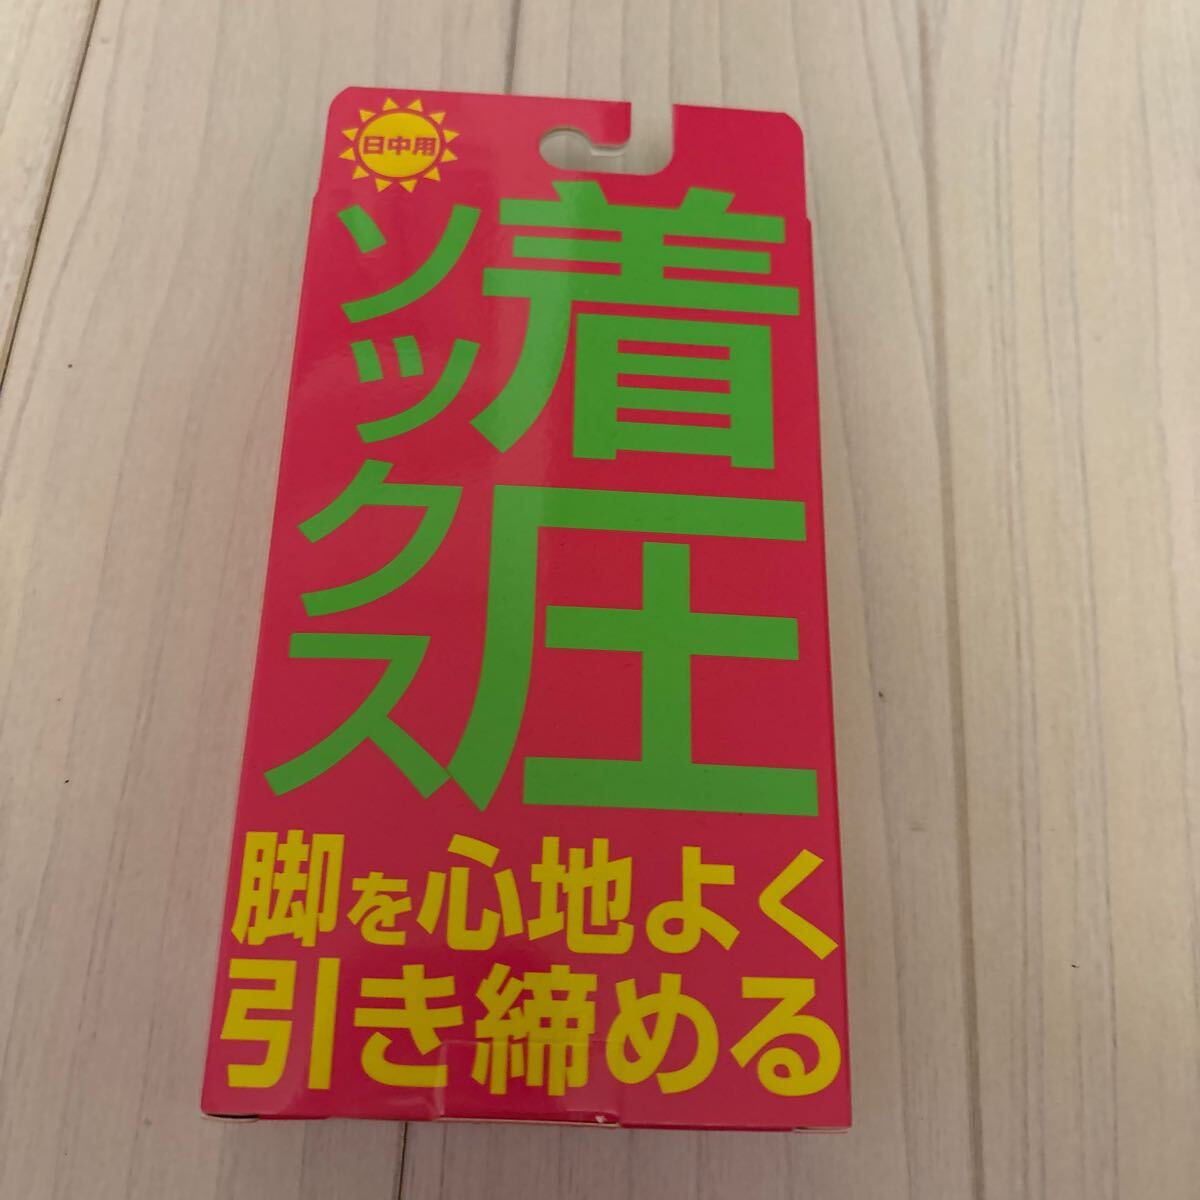 日中用
着圧
ソックス
脚を心地よく
引き締める